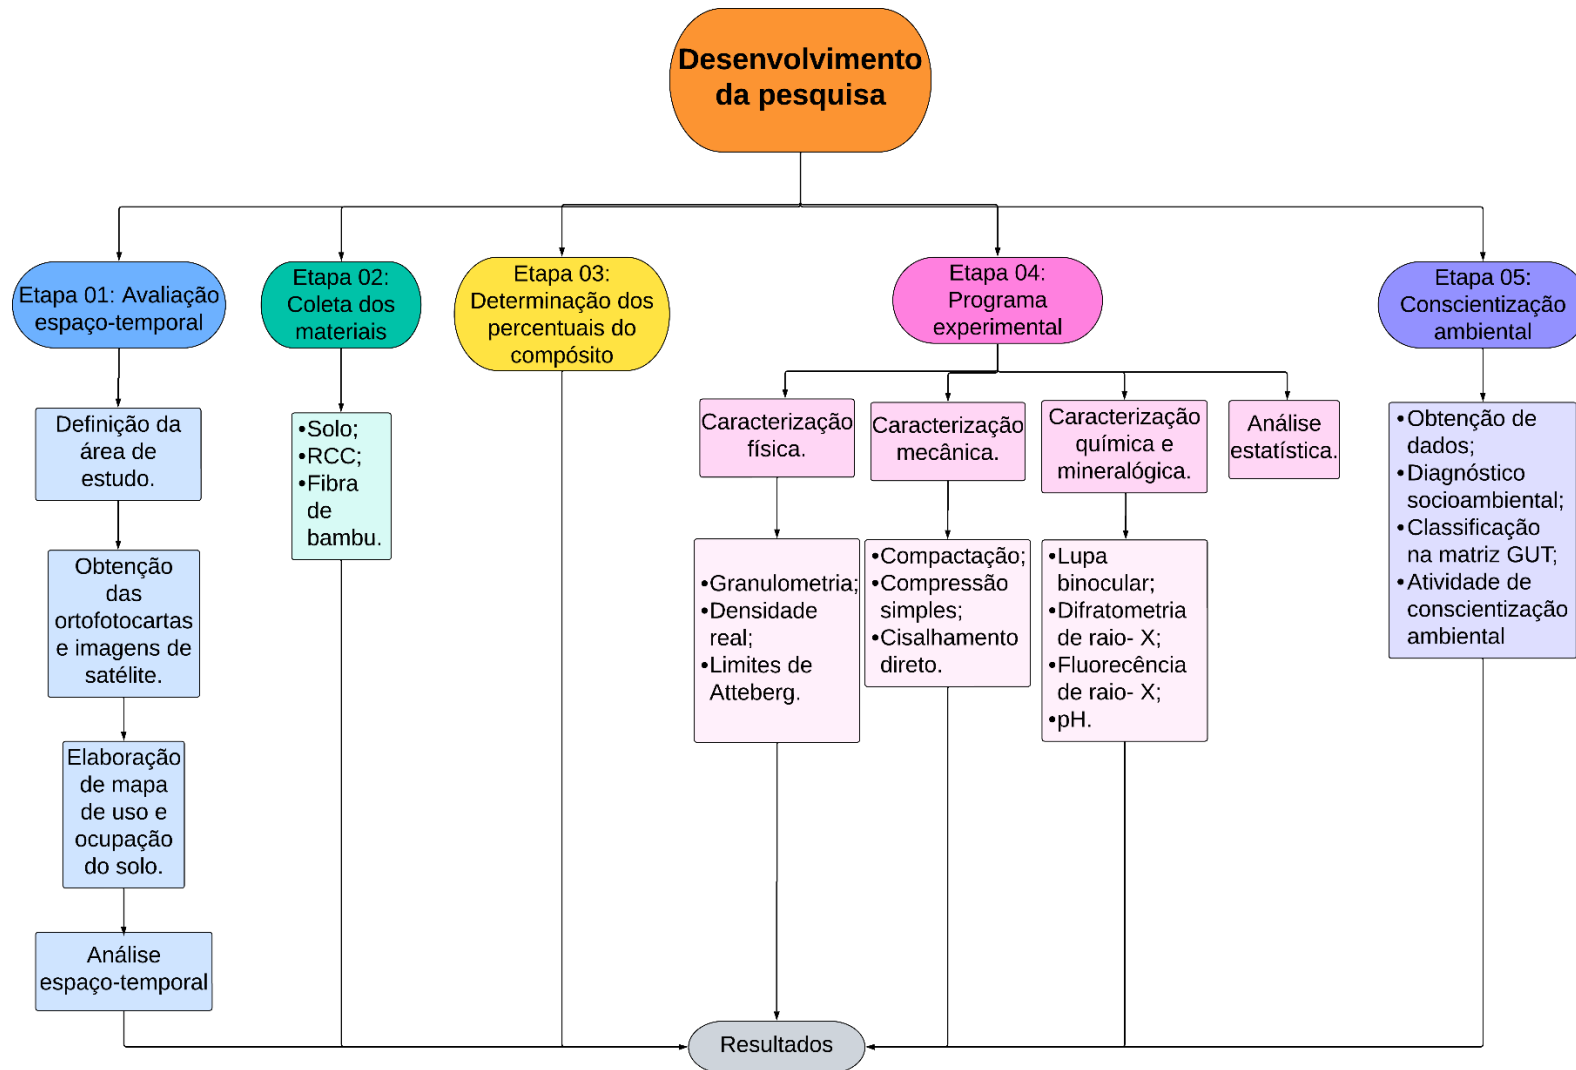 Desenvolvimento
da pesquisa
Etapa 01: Avaliação
espaço-temporal
Etapa 02:
Coleta dos
materiais
Etapa 03:
Determinação dos
percentuais do
compósito
Etapa 04:
Programa
experimental
Etapa 05:
Conscientização
ambiental
Definição da
área de
estudo.
Obtenção
das
ortofotocartas
e imagens de
satélite.
Elaboração
de mapa
de uso e
ocupação
do solo.
Análise
espaço-temporal
•Solo;
•RCC;
•Fibra
de
bambu.
Caracterização
física.
•Granulometria;
•Densidade
real;
•Limites de
Atteberg.
Caracterização
mecânica.
•Compactação;
•Compressão
simples;
•Cisalhamento
direto.
Caracterização
química e
mineralógica.
•Lupa
binocular;
•Difratometria
de raio- X;
•Fluorecência
de raio- X;
•pH.
Análise
estatística.
•Obtenção de
dados;
•Diagnóstico
socioambiental;
•Classificação
na matriz GUT;
•Atividade de
conscientização
ambiental
Resultados